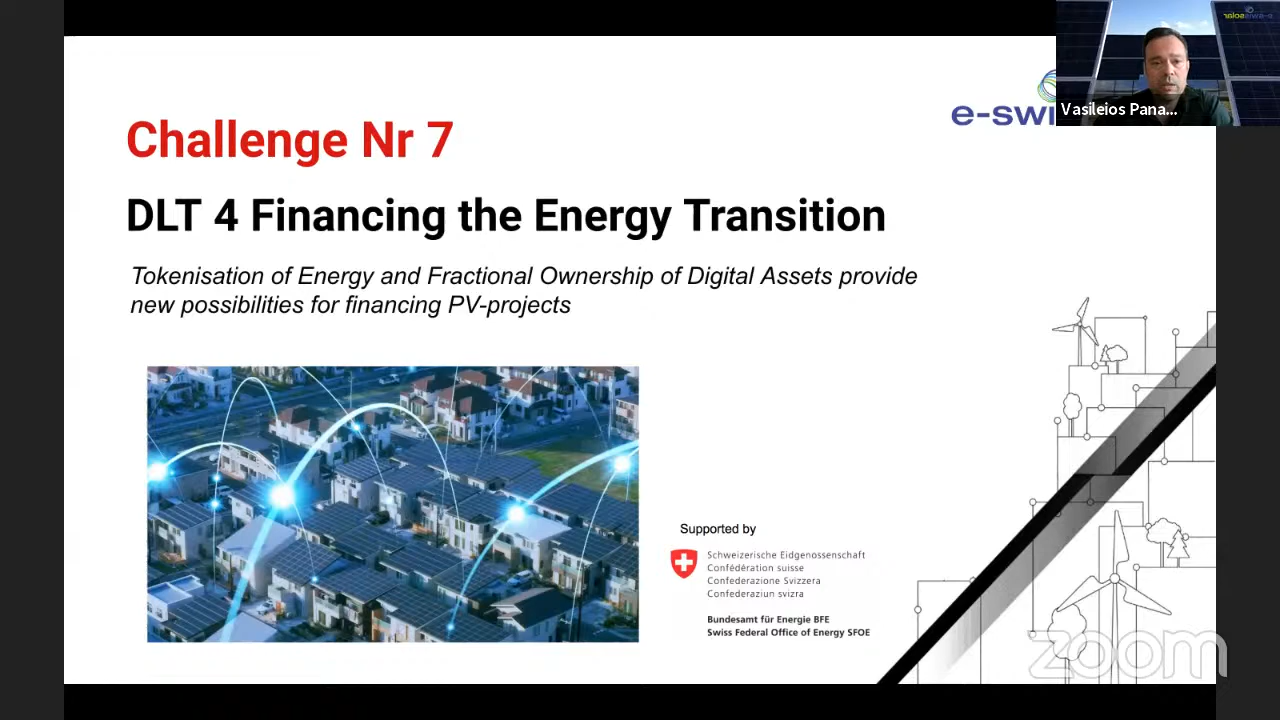 Challenge Nr 7
e-swi
Vasileios Pana...
DLT 4 Financing the Energy Transition
Tokenisation of Energy and Fractional Ownership of Digital Assets provide
new possibilities for financing PV-projects
Supported by
Schweizerische Eidgenossenschaft
Confédération suisse
Confederazione Svizzera
Confederaziun svizra
Bundesamt für Energie BFE
Swiss Federal Office of Energy SFOE
zoom